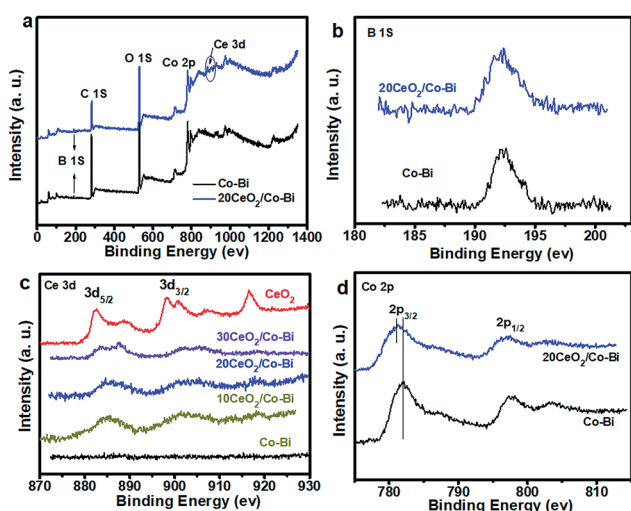 a
Intensity (a. u.)
C 1S
O 1S
Co 2p
Ce 3d
B 1S
Co-Bi
20CeO2/Co-Bi
0 200 400 600 800 1000 1200 1400
Binding Energy (ev)
b
B 1S
Intensity (a. u.)
20CeO2/Co-Bi
Co-Bi
180 185 190 195 200
Binding Energy (ev)
c
Ce 3d
Intensity (a. u.)
3d5/2
3d3/2
CeO2
30CeO2/Co-Bi
20CeO2/Co-Bi
10CeO2/Co-Bi
Co-Bi
870 880 890 900 910 920 930
Binding Energy (ev)
d
Co 2p
Intensity (a. u.)
2p3/2
2p1/2
20CeO2/Co-Bi
Co-Bi
780 790 800 810
Binding Energy (ev)